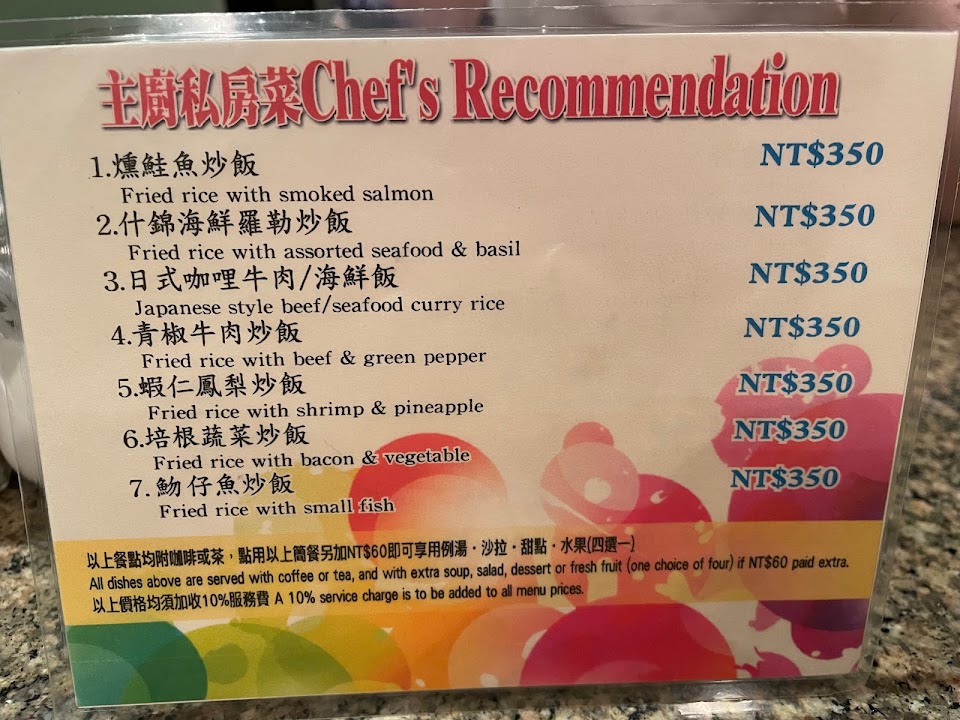 主廚私房菜Chef's Recommendation
1.燻鮭魚炒飯 NT$350
Fried rice with smoked salmon
2.什錦海鮮羅勒炒飯 NT$350
Fried rice with assorted seafood & basil
3.日式咖哩牛肉/海鮮飯 NT$350
Japanese style beef/seafood curry rice
4.青椒牛肉炒飯 NT$350
Fried rice with beef & green pepper
5.蝦仁鳳梨炒飯 NT$350
Fried rice with shrimp & pineapple
6.培根蔬菜炒飯 NT$350
Fried rice with bacon & vegetable
7.魩仔魚炒飯 NT$350
Fried rice with small fish
以上餐點均附咖啡或茶，點用以上簡餐另加NT$60即可享用例湯．沙拉．甜點．水果(四選一)
All dishes above are served with coffee or tea, and with extra soup, salad, dessert or fresh fruit (one choice of four) if NT$60 paid extra.
以上價格均須加收10%服務費 A 10% service charge is to be added to all menu prices.